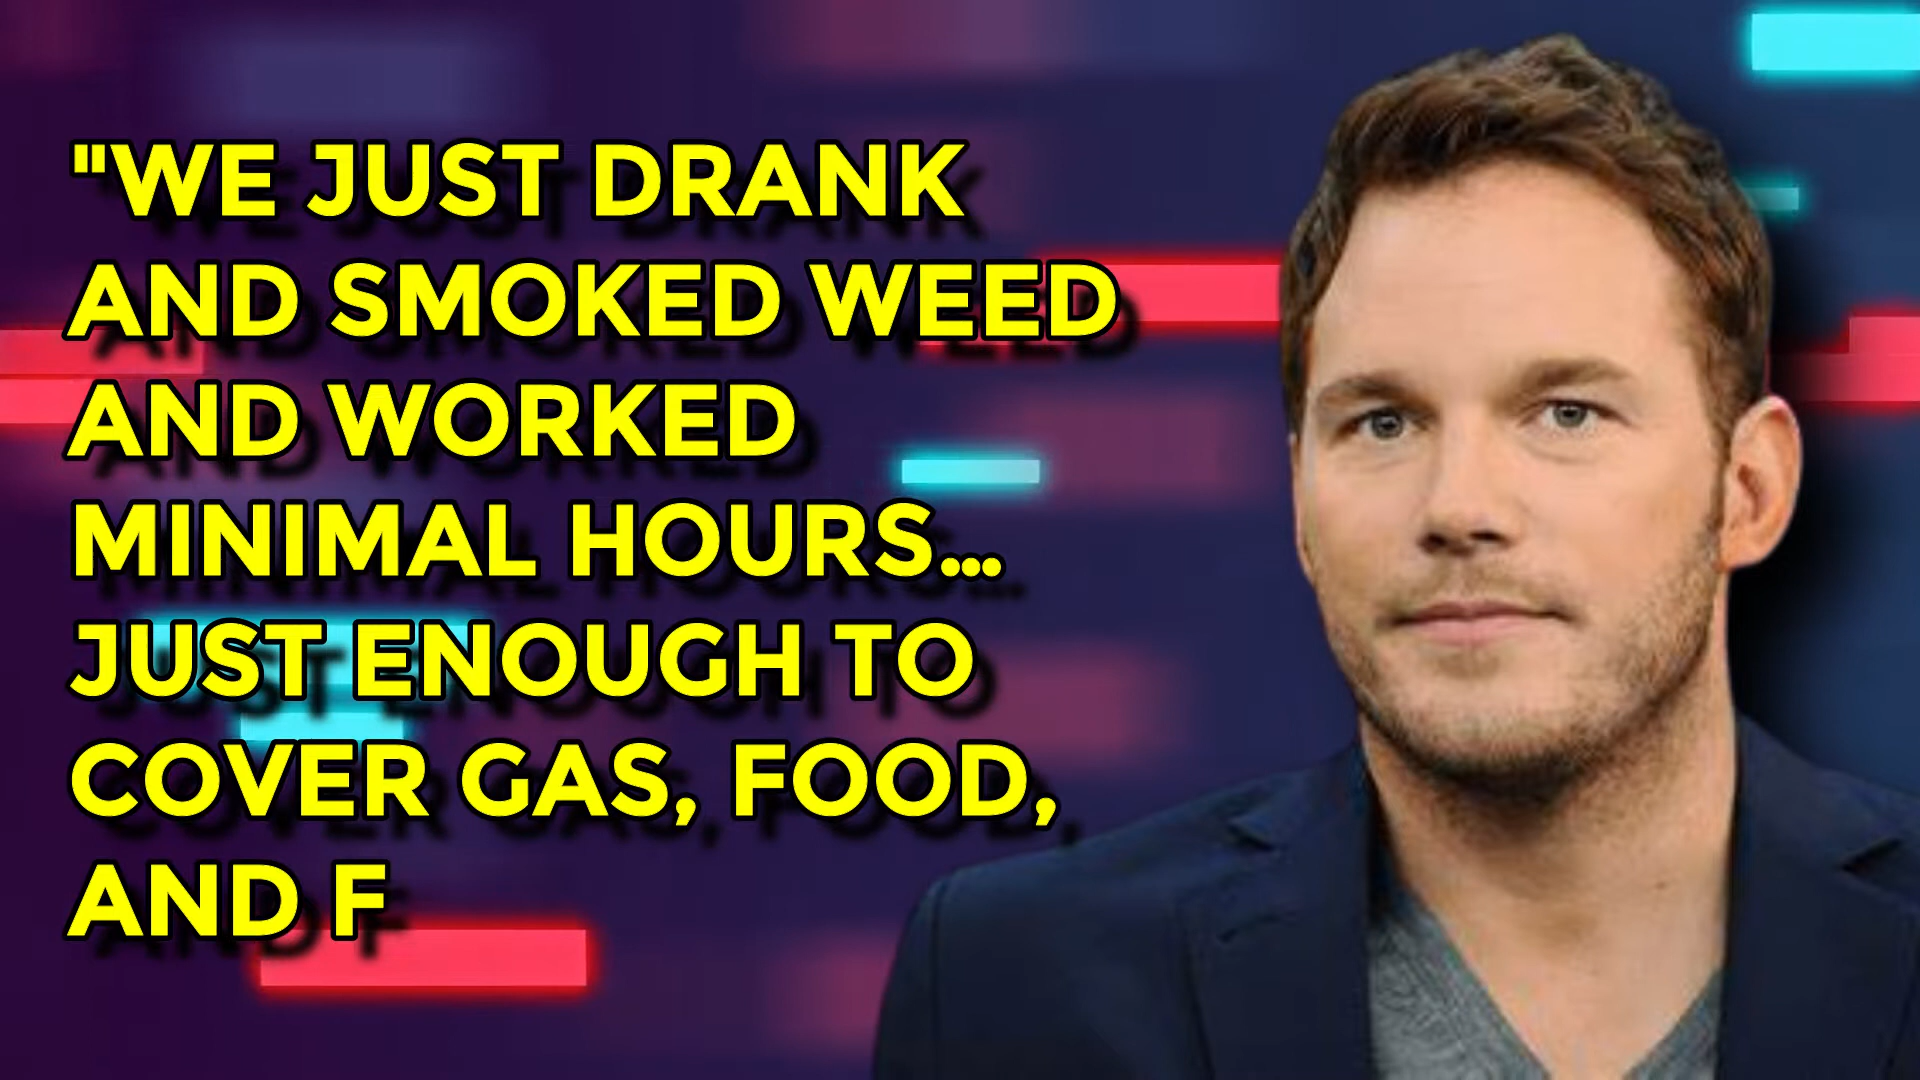 "WE JUST DRANK
AND SMOKED WEED
AND WORKED
MINIMAL HOURS...
JUST ENOUGH TO
COVER GAS, FOOD,
AND F